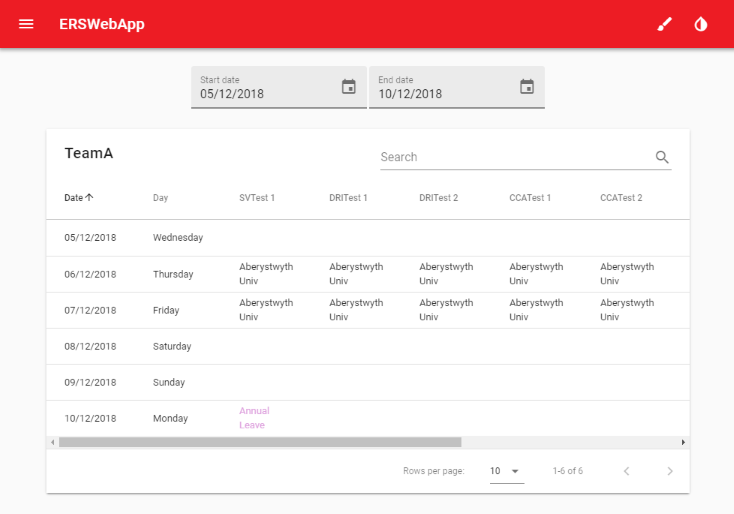 ERSWebApp
Start date End date
05/12/2018 10/12/2018
TeamA Search
Date Day SVTest 1 DRITest 1 DRITest 2 CCATest 1 CCATest 2
05/12/2018 Wednesday
06/12/2018 Thursday Aberystwyth Univ Aberystwyth Univ Aberystwyth Univ Aberystwyth Univ Aberystwyth Univ
07/12/2018 Friday Aberystwyth Univ Aberystwyth Univ Aberystwyth Univ Aberystwyth Univ Aberystwyth Univ
08/12/2018 Saturday
09/12/2018 Sunday
10/12/2018 Monday Annual Leave
Rows per page: 10 1-6 of 6